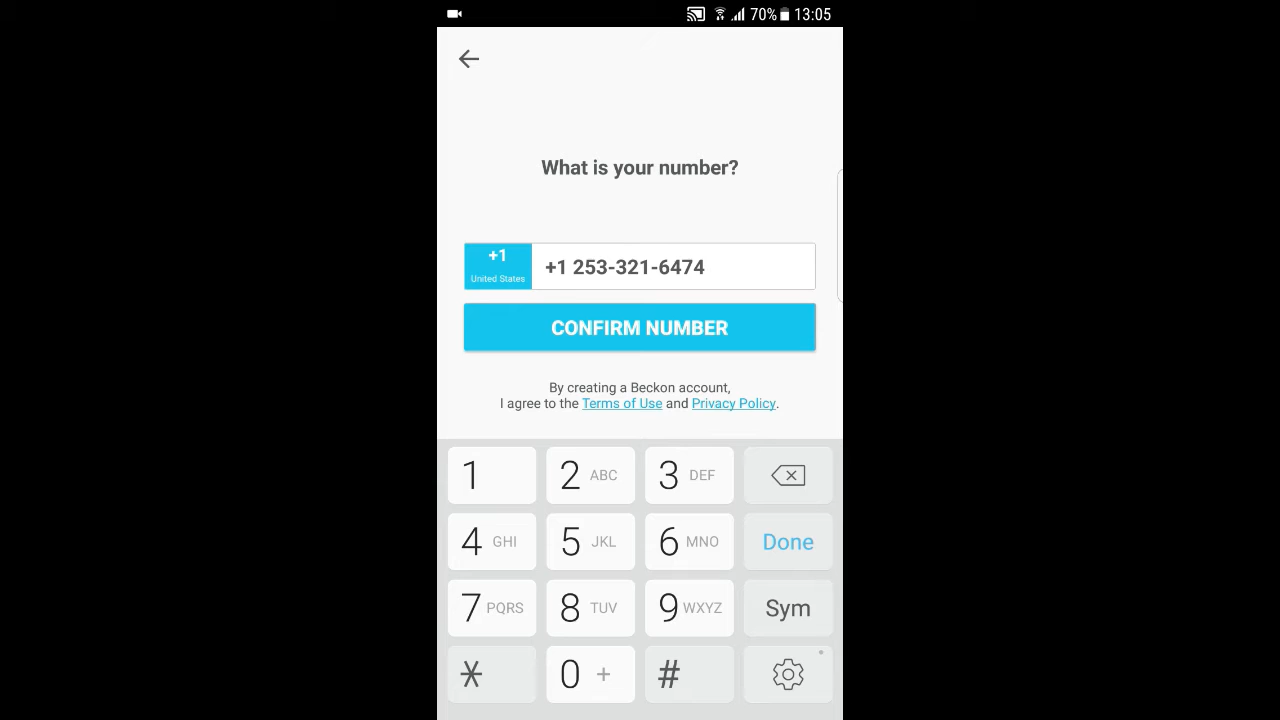 70% 13:05
What is your number?
+1
United States
+1 253-321-6474
CONFIRM NUMBER
By creating a Beckon account,
I agree to the Terms of Use and Privacy Policy.
1 2 ABC 3 DEF
4 GHI 5 JKL 6 MNO Done
7 PQRS 8 TUV 9 WXYZ Sym
* 0 + #